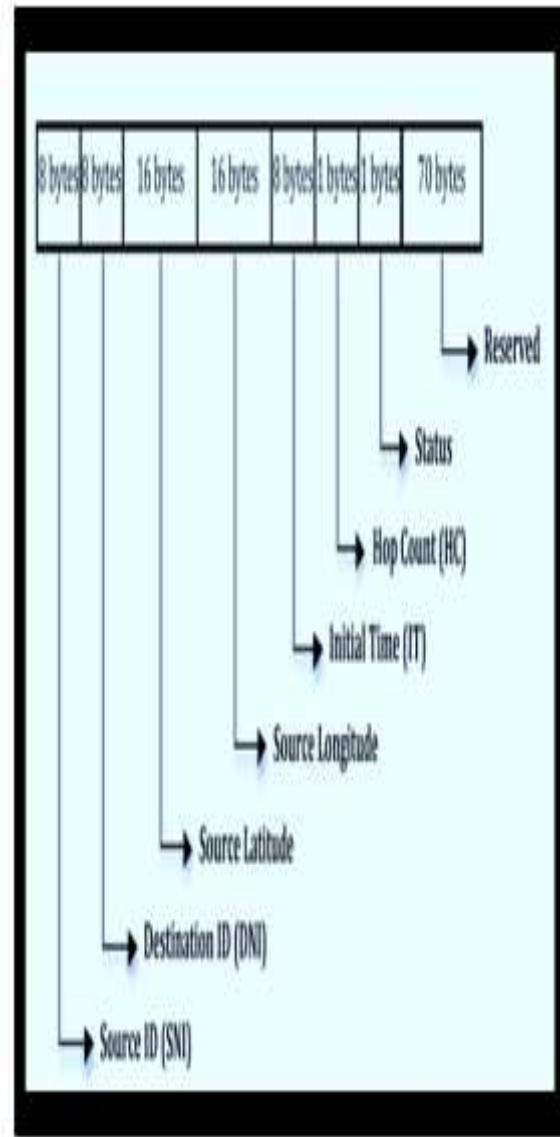 8 bytes 8 bytes 16 bytes 16 bytes 8 bytes 1 bytes 1 bytes 70 bytes
Reserved
Status
Hop Count (HC)
Initial Time (IT)
Source Longitude
Source Latitude
Destination ID (DNI)
Source ID (SNI)